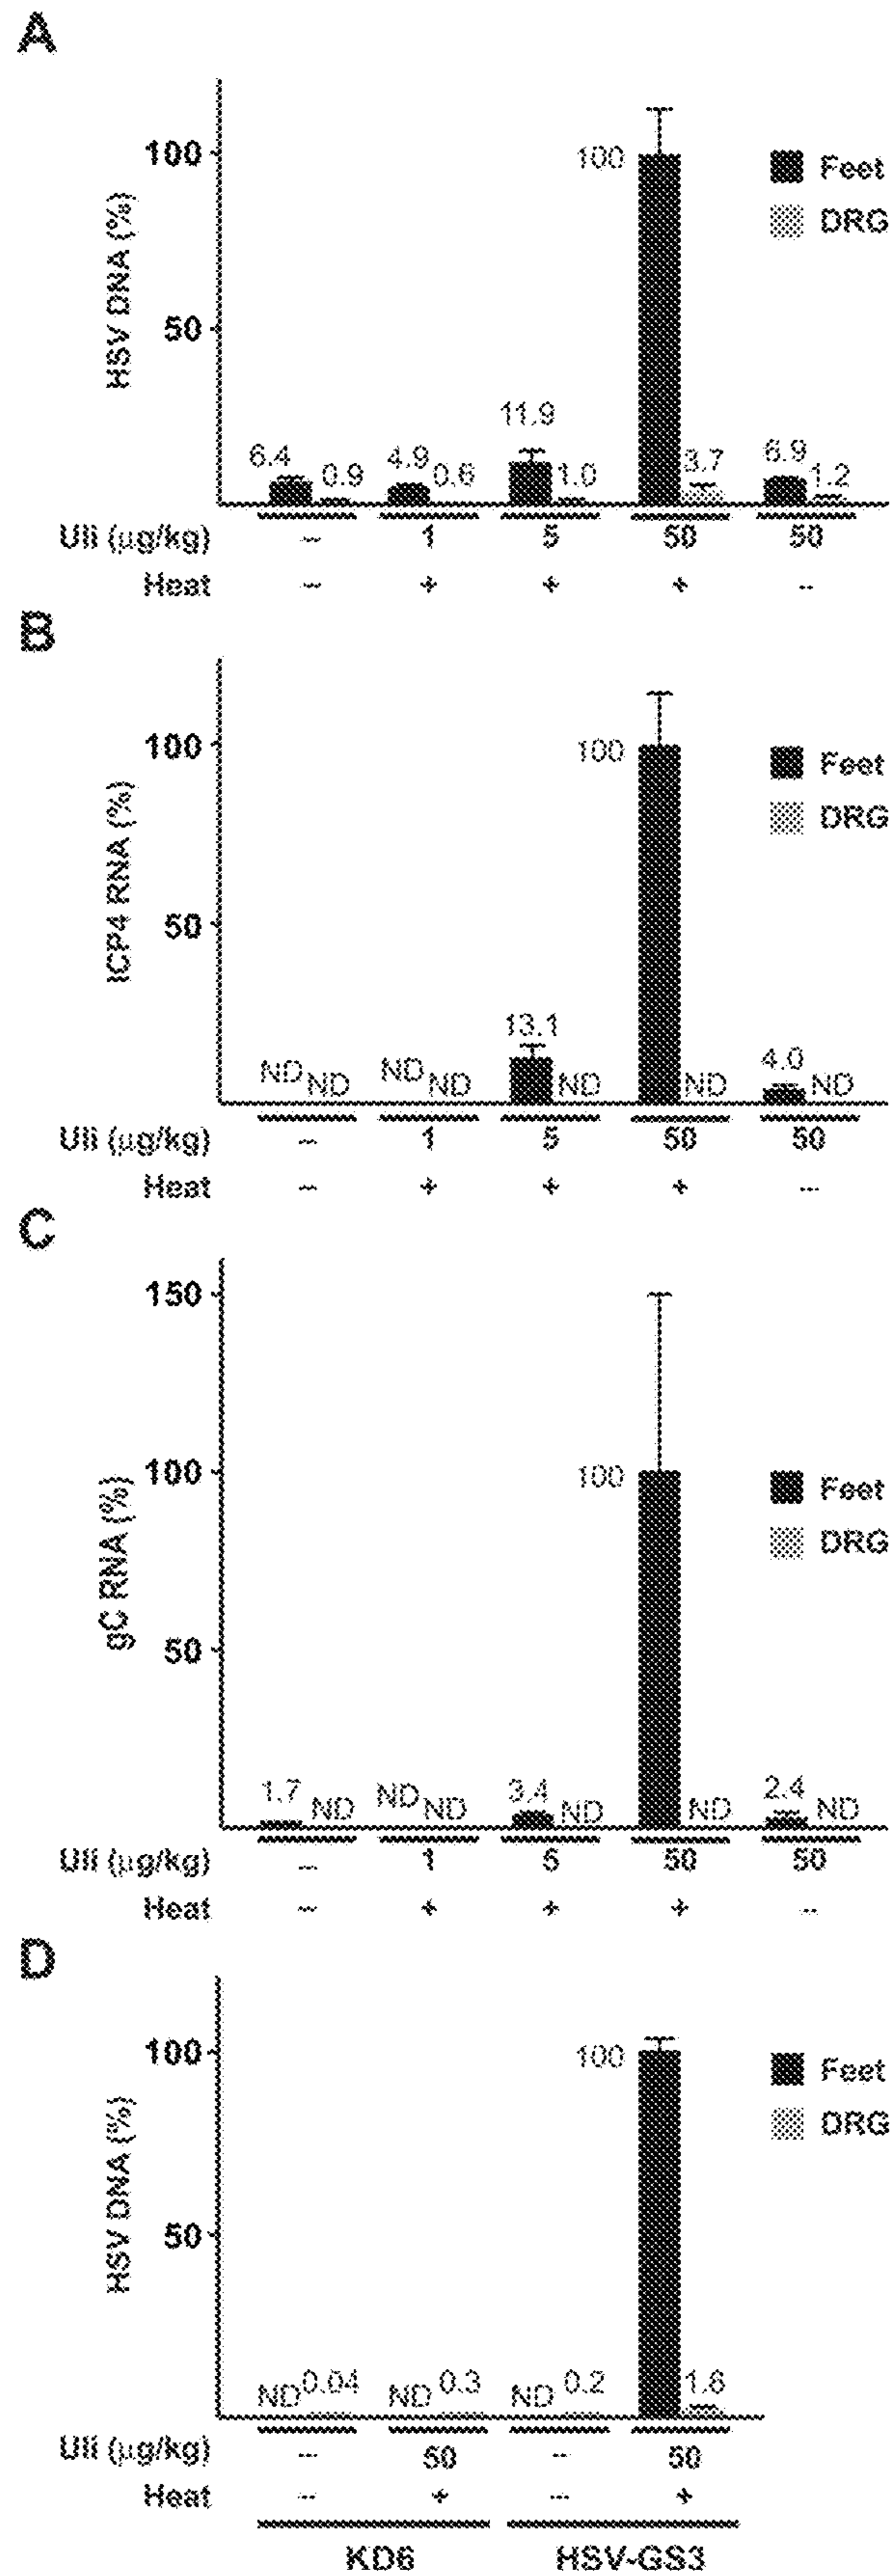 A
HSV DNA (%)
100
50
100
6.4
0.9
4.9
0.6
11.9
1.0
3.7
6.9
1.2
Feet
DRG
Uli (µg/kg) -- 1 5 50 50
Heat -- + + + --
B
ICP4 RNA (%)
100
50
100
ND
ND
ND
ND
13.1
ND
ND
4.0
ND
Feet
DRG
Uli (µg/kg) -- 1 5 50 50
Heat -- + + + --
C
gC RNA (%)
150
100
50
100
1.7
ND
ND
ND
3.4
ND
ND
2.4
ND
Feet
DRG
Uli (µg/kg) -- 1 5 50 50
Heat -- + + + --
D
HSV DNA (%)
100
50
100
ND
0.04
ND
0.3
ND
0.2
1.6
Feet
DRG
Uli (µg/kg) -- 50 -- 50
Heat -- + -- +
KD6 HSV-GS3